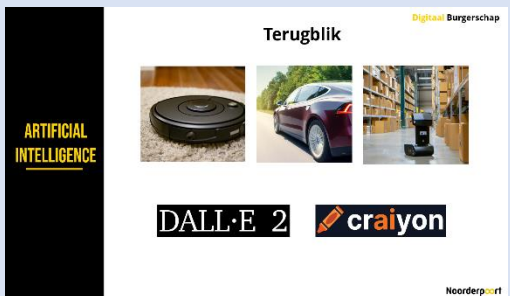 Digitaal Burgerschap
Terugblik
ARTIFICIAL
INTELLIGENCE
DALL·E 2
craiyon
Noorderpoort